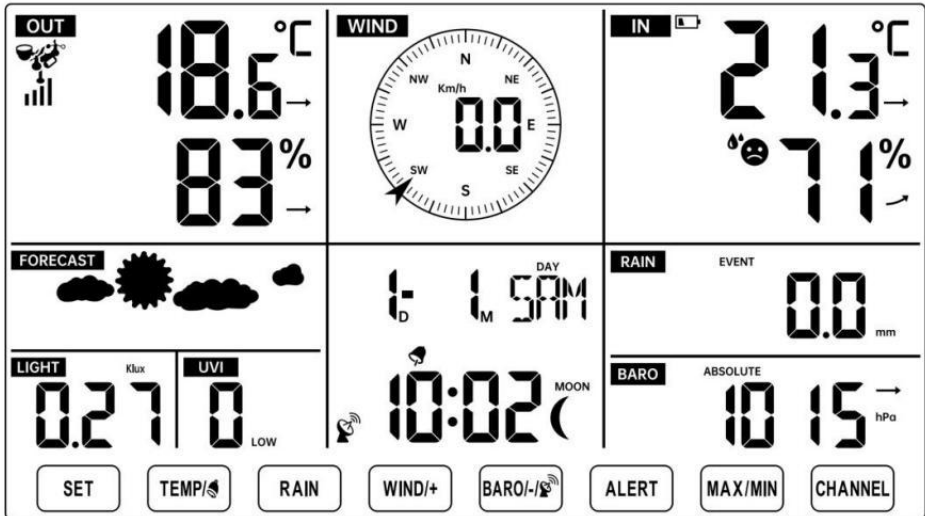 OUT
18.6 °C
83 %
WIND
N
NW NE
Km/h
W 0.0 E
SW SE
S
IN
21.3 °C
71 %
FORECAST
LIGHT Klux
0.27
UVI
0 LOW
DAY
1- 1 SAM
D M
10:02 MOON
RAIN EVENT
0.0 mm
BARO ABSOLUTE
1015 hPa
SET TEMP/ RAIN WIND/+ BARO/-/ ALERT MAX/MIN CHANNEL